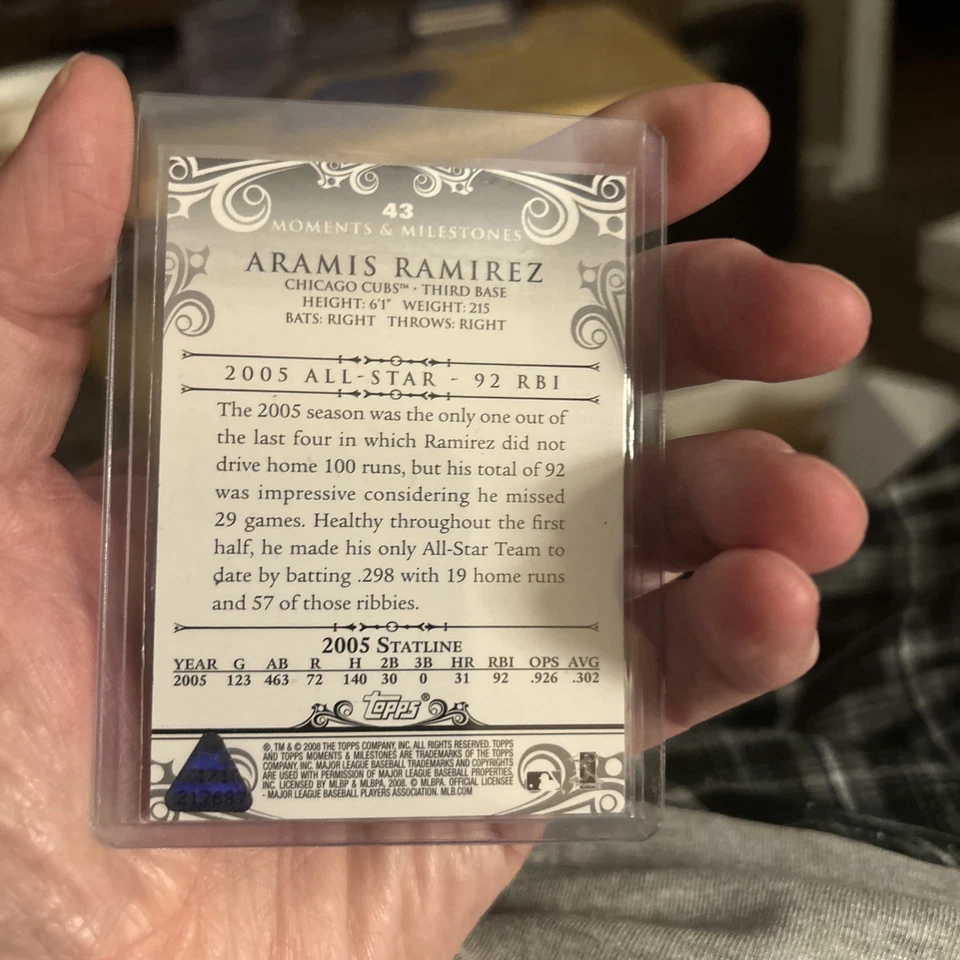 43
MOMENTS & MILESTONES
ARAMIS RAMIREZ
CHICAGO CUBS™ · THIRD BASE
HEIGHT: 6'1" WEIGHT: 215
BATS: RIGHT THROWS: RIGHT
2005 ALL-STAR - 92 RBI
The 2005 season was the only one out of
the last four in which Ramirez did not
drive home 100 runs, but his total of 92
was impressive considering he missed
29 games. Healthy throughout the first
half, he made his only All-Star Team to
date by batting .298 with 19 home runs
and 57 of those ribbies.
2005 STATLINE
YEAR G AB R H 2B 3B HR RBI OPS AVG
2005 123 463 72 140 30 0 31 92 .926 .302
Topps®
®, TM & © 2008 THE TOPPS COMPANY, INC. ALL RIGHTS RESERVED. TOPPS
AND TOPPS MOMENTS & MILESTONES ARE TRADEMARKS OF THE TOPPS
COMPANY, INC. MAJOR LEAGUE BASEBALL TRADEMARKS AND COPYRIGHTS
ARE USED WITH PERMISSION OF MAJOR LEAGUE BASEBALL PROPERTIES,
INC. LICENSED BY MLBP & MLBPA, 2008. © MLBPA. OFFICIAL LICENSEE
- MAJOR LEAGUE BASEBALL PLAYERS ASSOCIATION. MLB.COM